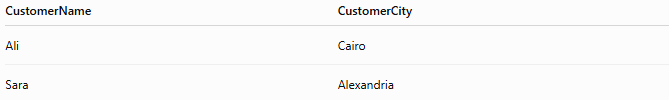 CustomerName CustomerCity
Ali Cairo
Sara Alexandria